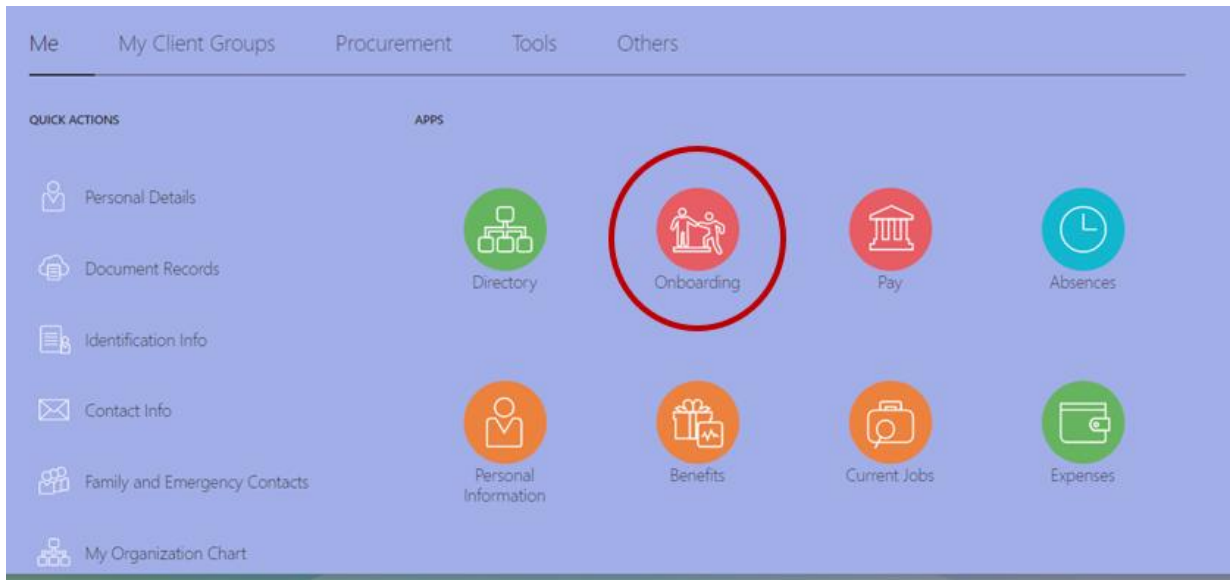 Me My Client Groups Procurement Tools Others
QUICK ACTIONS
Personal Details
Document Records
Identification Info
Contact Info
Family and Emergency Contacts
My Organization Chart
APPS
Directory
Onboarding
Pay
Absences
Personal
Information
Benefits
Current Jobs
Expenses